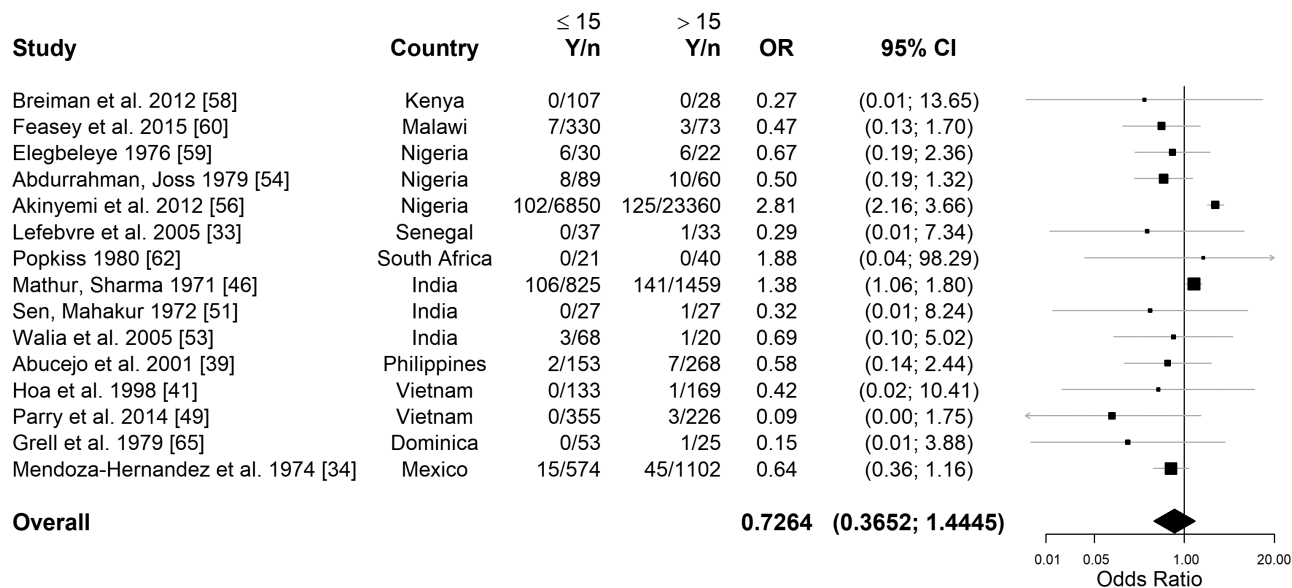 ≤ 15 > 15
Study Country Y/n Y/n OR 95% CI
Breiman et al. 2012 [58] Kenya 0/107 0/28 0.27 (0.01; 13.65)
Feasey et al. 2015 [60] Malawi 7/330 3/73 0.47 (0.13; 1.70)
Elegbeleye 1976 [59] Nigeria 6/30 6/22 0.67 (0.19; 2.36)
Abdurrahman, Joss 1979 [54] Nigeria 8/89 10/60 0.50 (0.19; 1.32)
Akinyemi et al. 2012 [56] Nigeria 102/6850 125/23360 2.81 (2.16; 3.66)
Lefebvre et al. 2005 [33] Senegal 0/37 1/33 0.29 (0.01; 7.34)
Popkiss 1980 [62] South Africa 0/21 0/40 1.88 (0.04; 98.29)
Mathur, Sharma 1971 [46] India 106/825 141/1459 1.38 (1.06; 1.80)
Sen, Mahakur 1972 [51] India 0/27 1/27 0.32 (0.01; 8.24)
Walia et al. 2005 [53] India 3/68 1/20 0.69 (0.10; 5.02)
Abucejo et al. 2001 [39] Philippines 2/153 7/268 0.58 (0.14; 2.44)
Hoa et al. 1998 [41] Vietnam 0/133 1/169 0.42 (0.02; 10.41)
Parry et al. 2014 [49] Vietnam 0/355 3/226 0.09 (0.00; 1.75)
Grell et al. 1979 [65] Dominica 0/53 1/25 0.15 (0.01; 3.88)
Mendoza-Hernandez et al. 1974 [34] Mexico 15/574 45/1102 0.64 (0.36; 1.16)
Overall 0.7264 (0.3652; 1.4445)
0.01 0.05 1.00 20.00
Odds Ratio